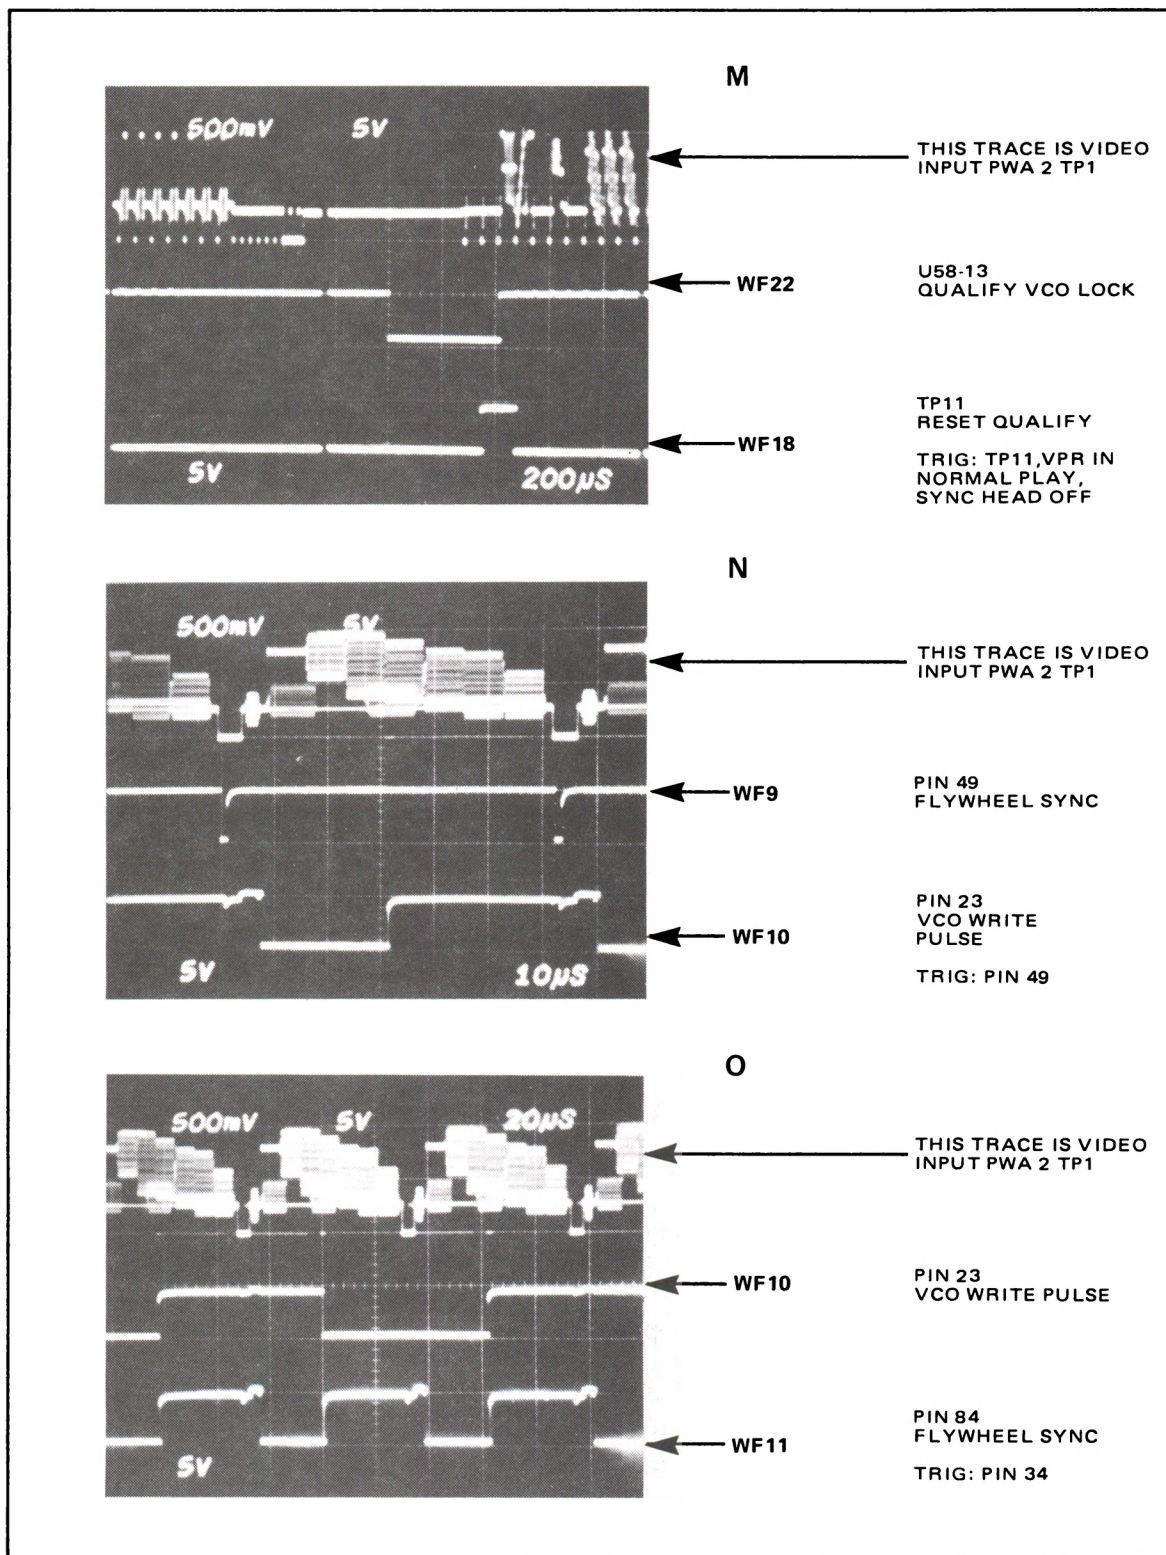 M
500mV 5V
THIS TRACE IS VIDEO
INPUT PWA 2 TP1
WF22
U58-13
QUALIFY VCO LOCK
TP11
RESET QUALIFY
WF18
5V 200µS
TRIG: TP11,VPR IN
NORMAL PLAY,
SYNC HEAD OFF
N
500mV 5V
THIS TRACE IS VIDEO
INPUT PWA 2 TP1
WF9
PIN 49
FLYWHEEL SYNC
PIN 23
VCO WRITE
PULSE
WF10
5V 10µS
TRIG: PIN 49
O
500mV 5V 20µS
THIS TRACE IS VIDEO
INPUT PWA 2 TP1
WF10
PIN 23
VCO WRITE PULSE
PIN 84
FLYWHEEL SYNC
WF11
5V
TRIG: PIN 34